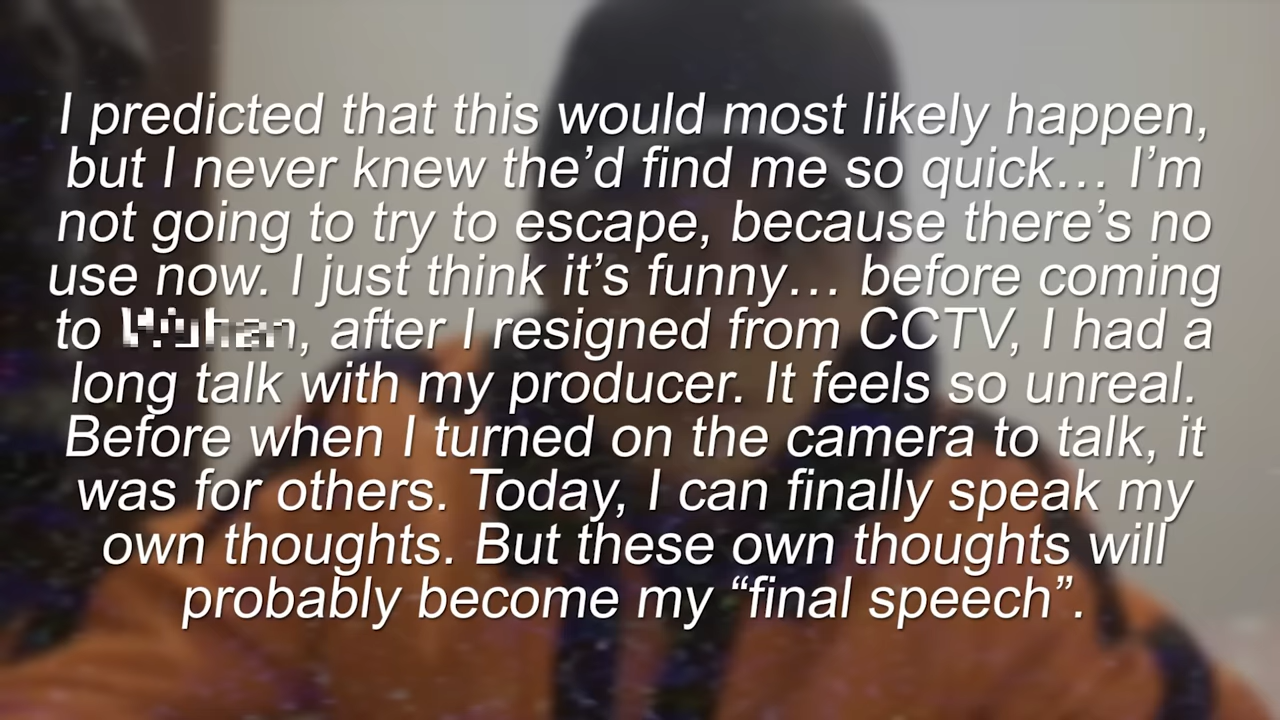 I predicted that this would most likely happen,
but I never knew the’d find me so quick… I’m
not going to try to escape, because there’s no
use now. I just think it’s funny… before coming
to Wuhan, after I resigned from CCTV, I had a
long talk with my producer. It feels so unreal.
Before when I turned on the camera to talk, it
was for others. Today, I can finally speak my
own thoughts. But these own thoughts will
probably become my “final speech”.